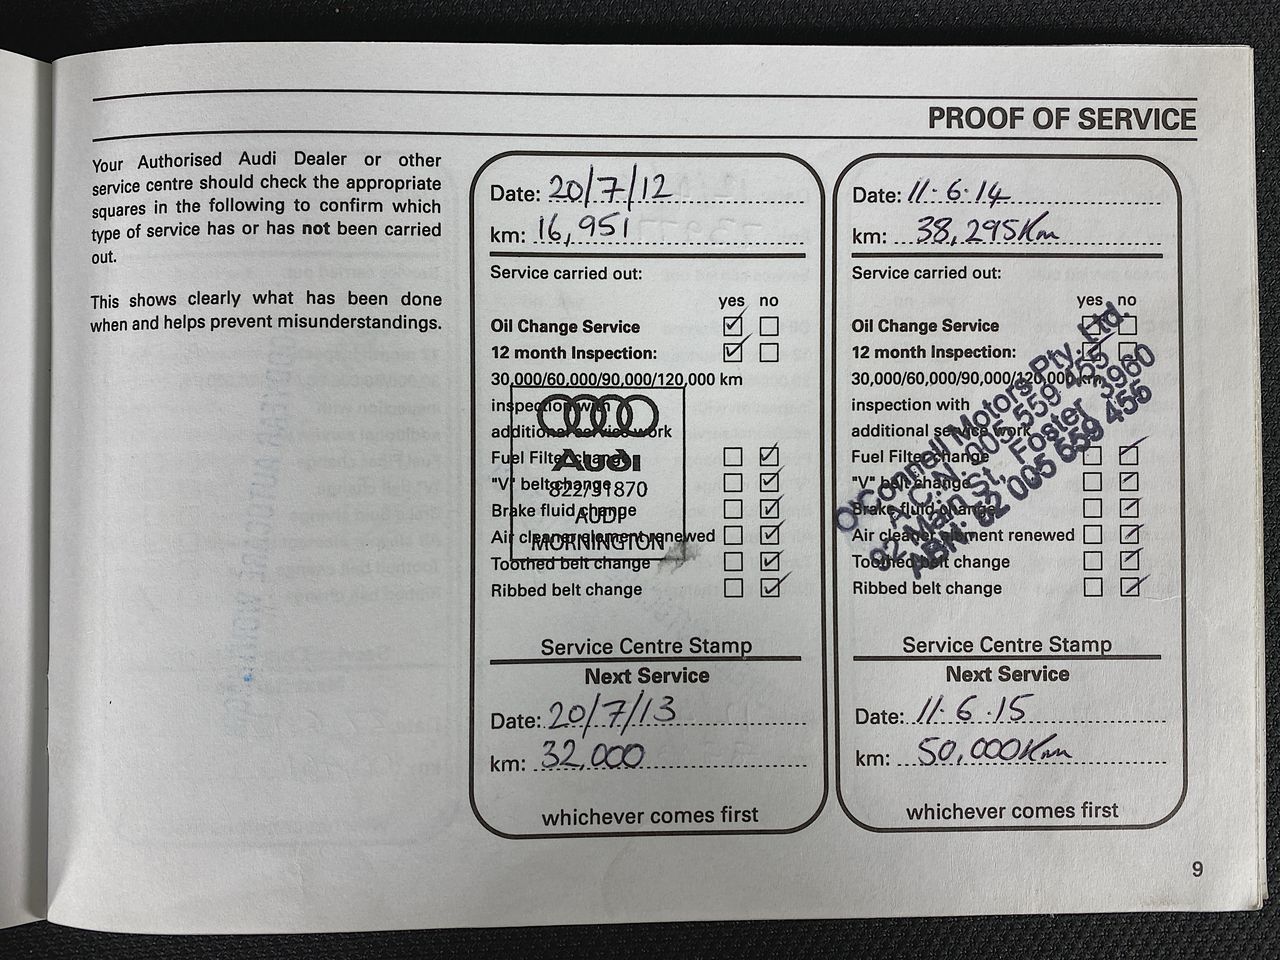 PROOF OF SERVICE
Your Authorised Audi Dealer or other
service centre should check the appropriate
squares in the following to confirm which
type of service has or has not been carried
out.
This shows clearly what has been done
when and helps prevent misunderstandings.
Date: 20/7/12
km: 16,951
Service carried out:
yes no
Oil Change Service
12 month Inspection:
30,000/60,000/90,000/120,000 km
inspection with
additional service work
Fuel Filter change
"V" belt change
Brake fluid change
Air cleaner element renewed
Toothed belt change
Ribbed belt change
Audi
822/31870
AUDI
MORNINGTON
Service Centre Stamp
Next Service
Date: 20/7/13
km: 32,000
whichever comes first
Date: 11.6.14
km: 38,295Km
Service carried out:
yes no
Oil Change Service
12 month Inspection:
30,000/60,000/90,000/120,000 km
inspection with
additional service work
Fuel Filter change
"V" belt change
Brake fluid change
Air cleaner element renewed
Toothed belt change
Ribbed belt change
O'Connell Motors Pty. Ltd.
A.C.N. 005 559 455
92 Main St, Foster 3960
ABN: 62 005 559 455
Service Centre Stamp
Next Service
Date: 11.6.15
km: 50,000Km
whichever comes first
9